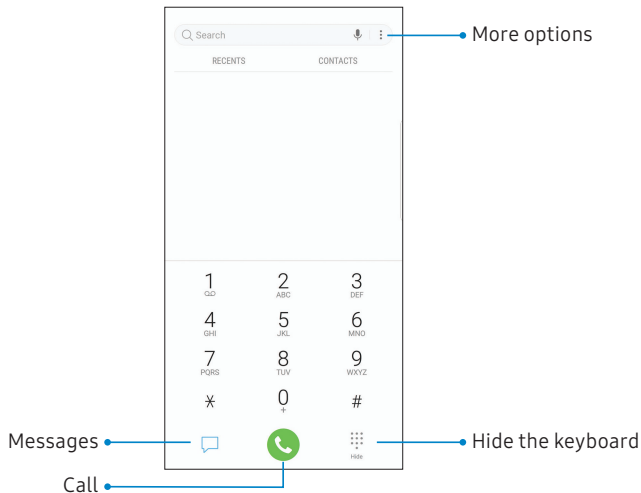 Search
More options
RECENTS CONTACTS
1 2 3
ABC DEF
4 5 6
GHI JKL MNO
7 8 9
PQRS TUV WXYZ
* 0 #
+
Messages
Hide the keyboard
Hide
Call